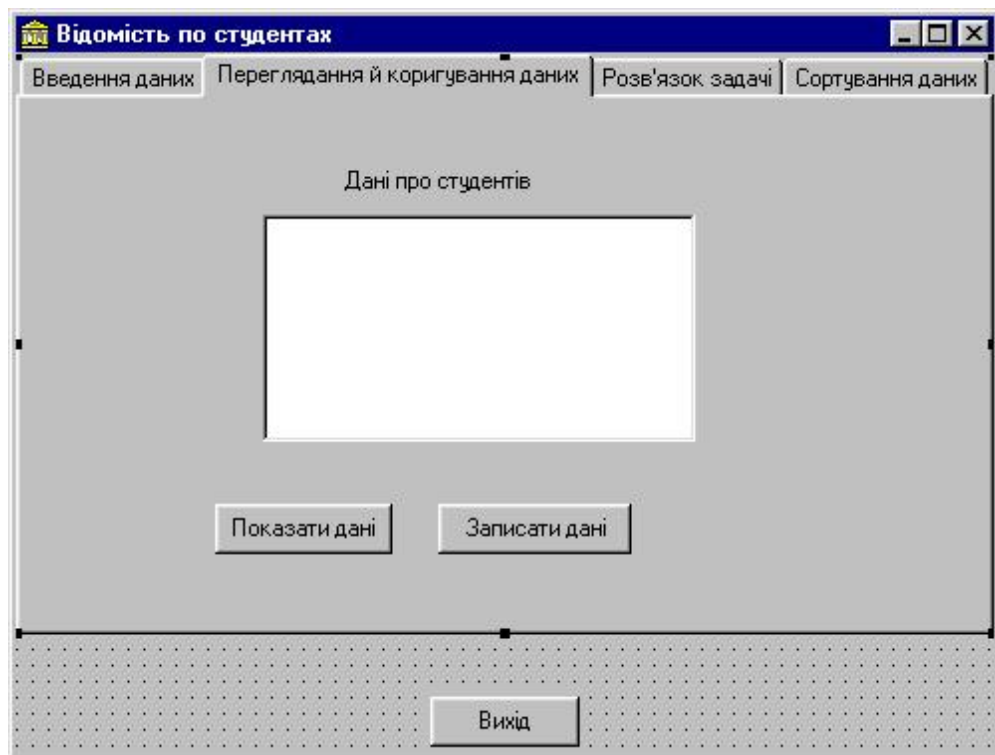 Відомість по студентах
Введення даних Переглядання й коригування даних Розв'язок задачі Сортування даних
Дані про студентів
Показати дані Записати дані
Вихід